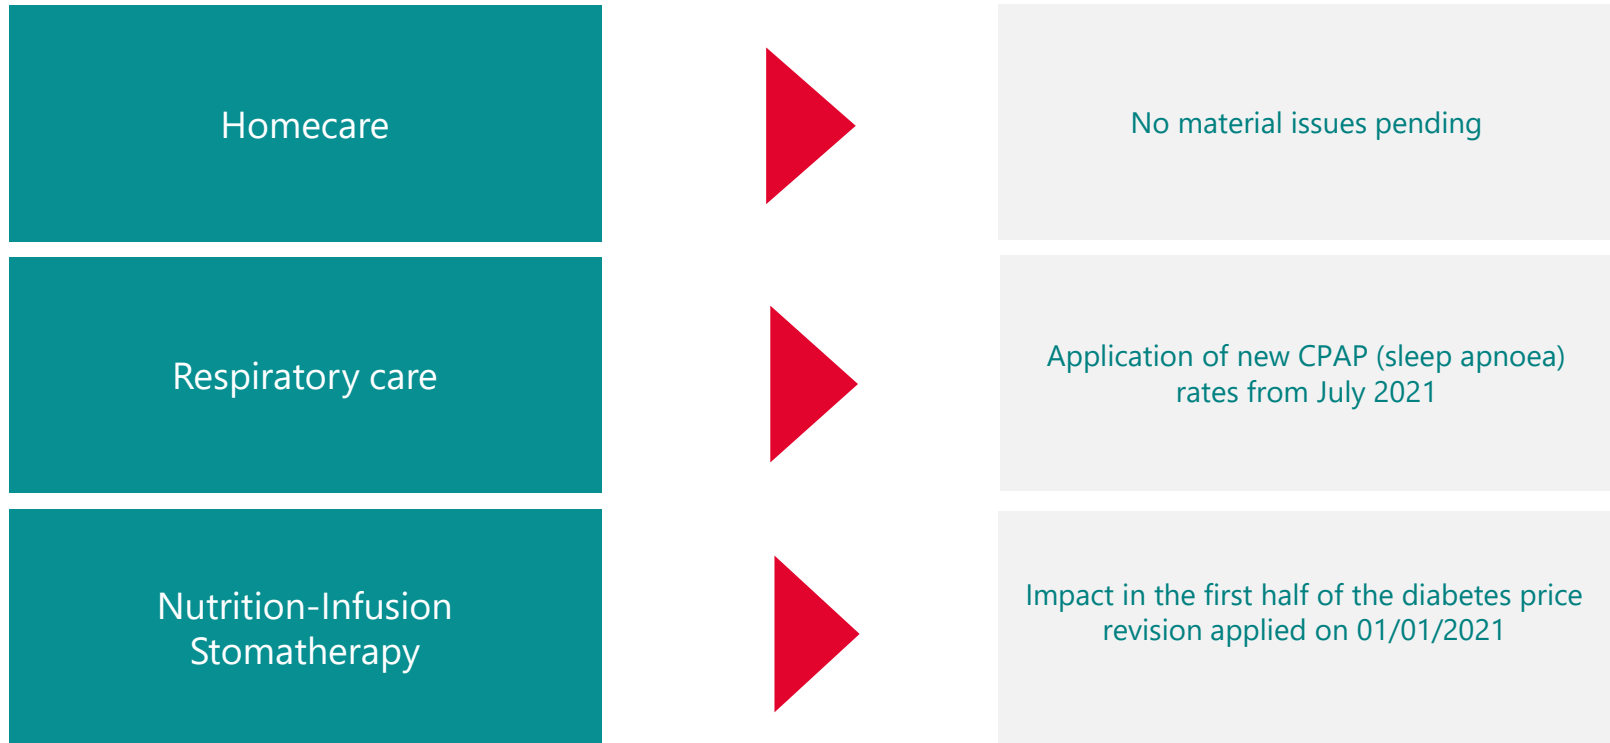 Homecare
No material issues pending
Respiratory care
Application of new CPAP (sleep apnoea)
rates from July 2021
Nutrition-Infusion
Stomatherapy
Impact in the first half of the diabetes price
revision applied on 01/01/2021